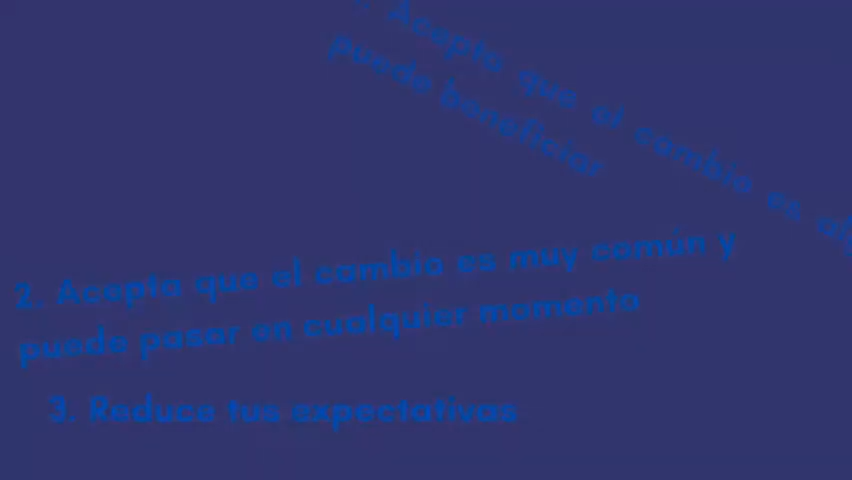 Acepta que el cambio es
puede beneficiar
2. Acepta que el cambio es muy común y
puede pasar en cualquier momento
3. Reduce tus expectativas